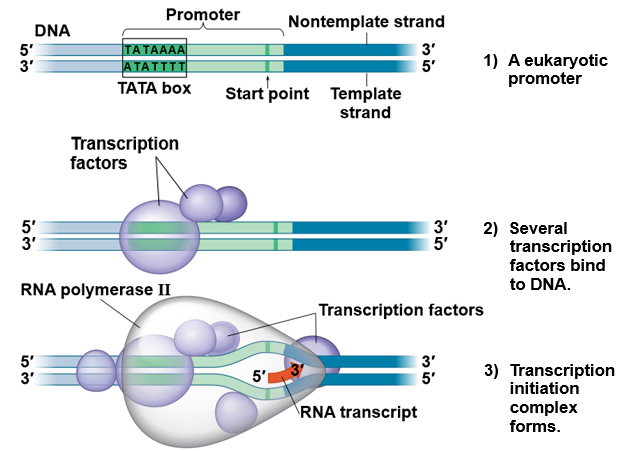 Promoter
DNA
Nontemplate strand
5′ TATAAAA 3′
3′ ATATTTT 5′
TATA box
Start point
Template
strand
1) A eukaryotic
promoter
Transcription
factors
5′ 3′
3′ 5′
2) Several
transcription
factors bind
to DNA.
RNA polymerase II
Transcription factors
5′ 3′
3′ 5′
5′ 3′
RNA transcript
3) Transcription
initiation
complex
forms.